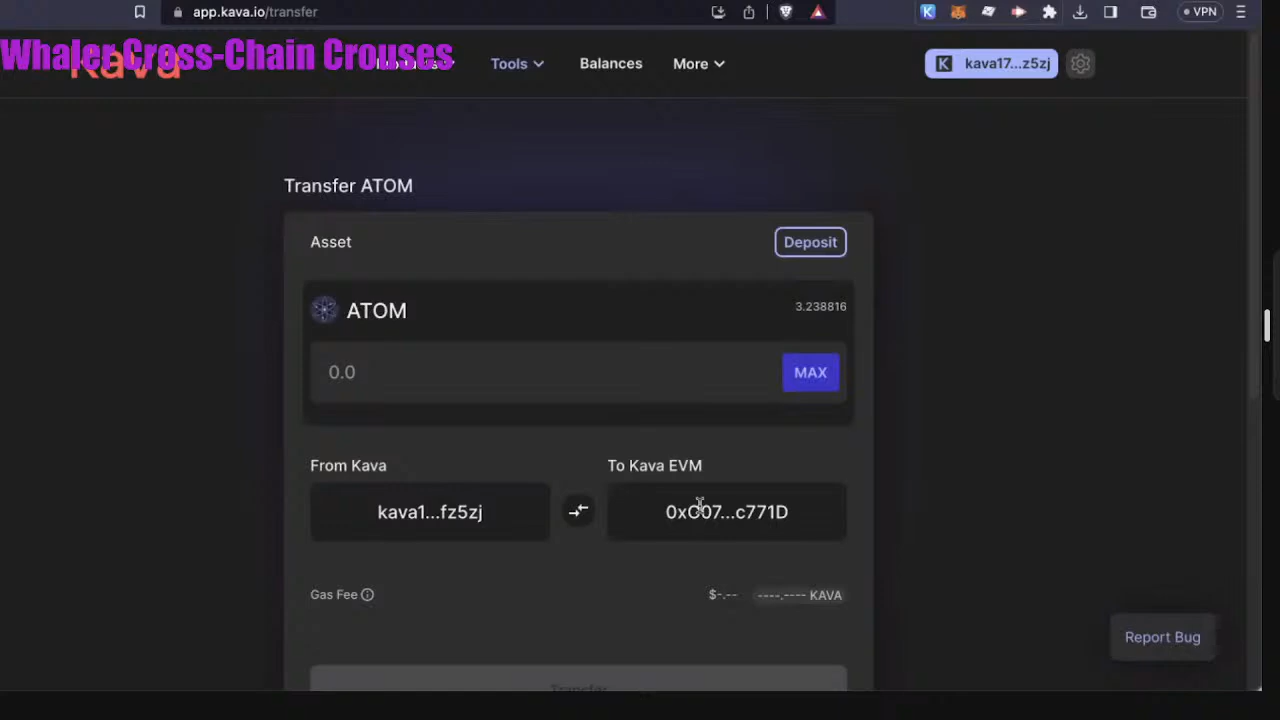 app.kava.io/transfer
VPN
Whaler Cross-Chain Crouses
Kava
Tools
Balances
More
K kava17...z5zj
Transfer ATOM
Asset
Deposit
ATOM
3.238816
0.0
MAX
From Kava
To Kava EVM
kava1...fz5zj
0xC07...c771D
Gas Fee
$-.-- ----.---- KAVA
Report Bug
Transfer